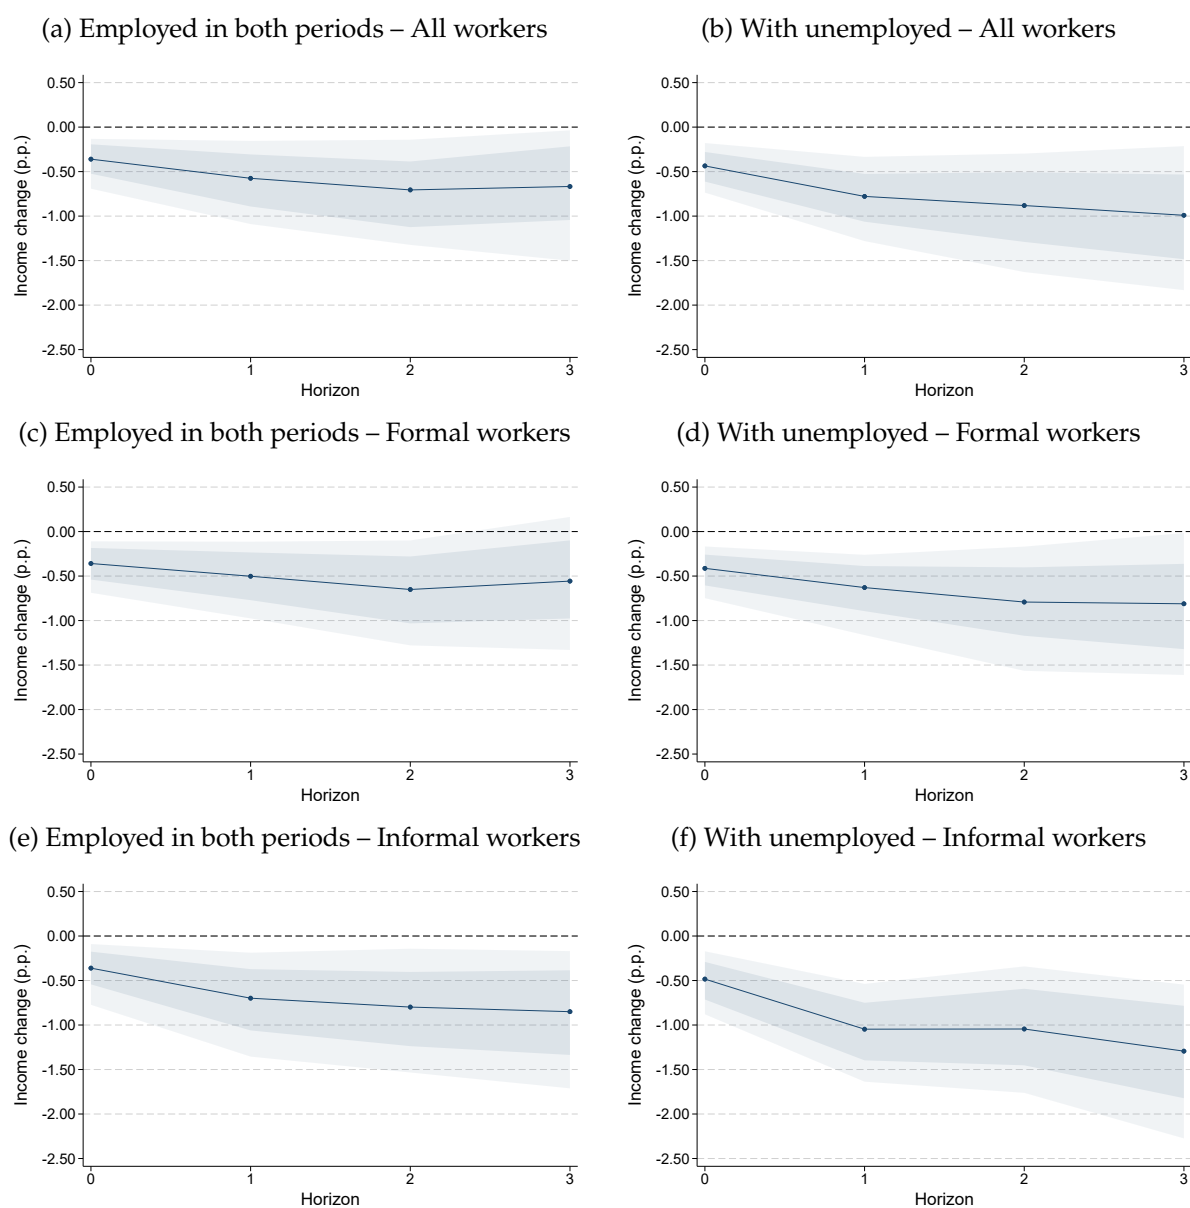 (a) Employed in both periods – All workers
0.50
0.00
-0.50
-1.00
-1.50
-2.00
-2.50
Income change (p.p.)
0 1 2 3
Horizon
(b) With unemployed – All workers
0.50
0.00
-0.50
-1.00
-1.50
-2.00
-2.50
Income change (p.p.)
0 1 2 3
Horizon
(c) Employed in both periods – Formal workers
0.50
0.00
-0.50
-1.00
-1.50
-2.00
-2.50
Income change (p.p.)
0 1 2 3
Horizon
(d) With unemployed – Formal workers
0.50
0.00
-0.50
-1.00
-1.50
-2.00
-2.50
Income change (p.p.)
0 1 2 3
Horizon
(e) Employed in both periods – Informal workers
0.50
0.00
-0.50
-1.00
-1.50
-2.00
-2.50
Income change (p.p.)
0 1 2 3
Horizon
(f) With unemployed – Informal workers
0.50
0.00
-0.50
-1.00
-1.50
-2.00
-2.50
Income change (p.p.)
0 1 2 3
Horizon